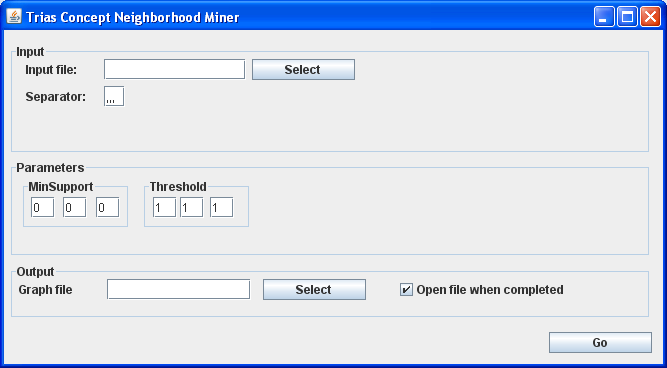 Trias Concept Neighborhood Miner
Input
Input file: Select
Separator: ,,,
Parameters
MinSupport Threshold
0 0 0 1 1 1
Output
Graph file Select Open file when completed
Go